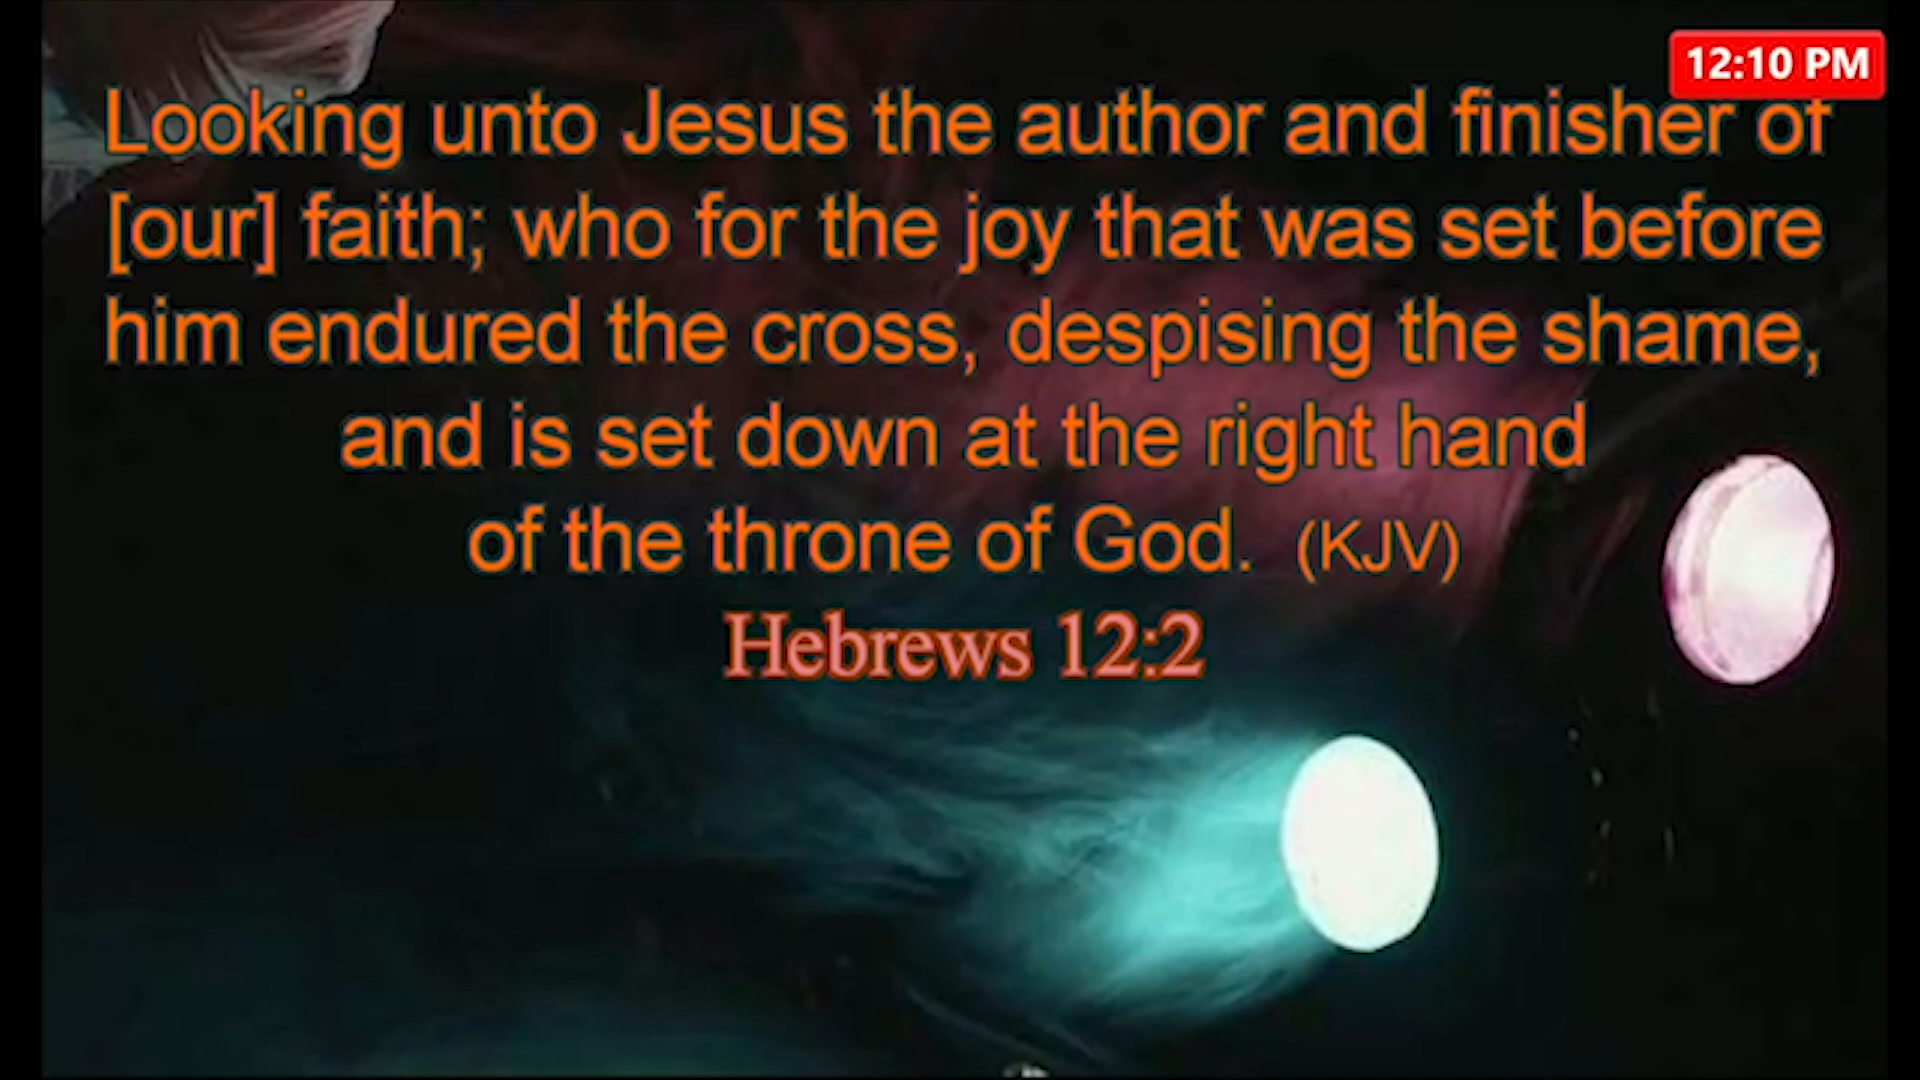 12:10 PM
Looking unto Jesus the author and finisher of
[our] faith; who for the joy that was set before
him endured the cross, despising the shame,
and is set down at the right hand
of the throne of God. (KJV)
Hebrews 12:2